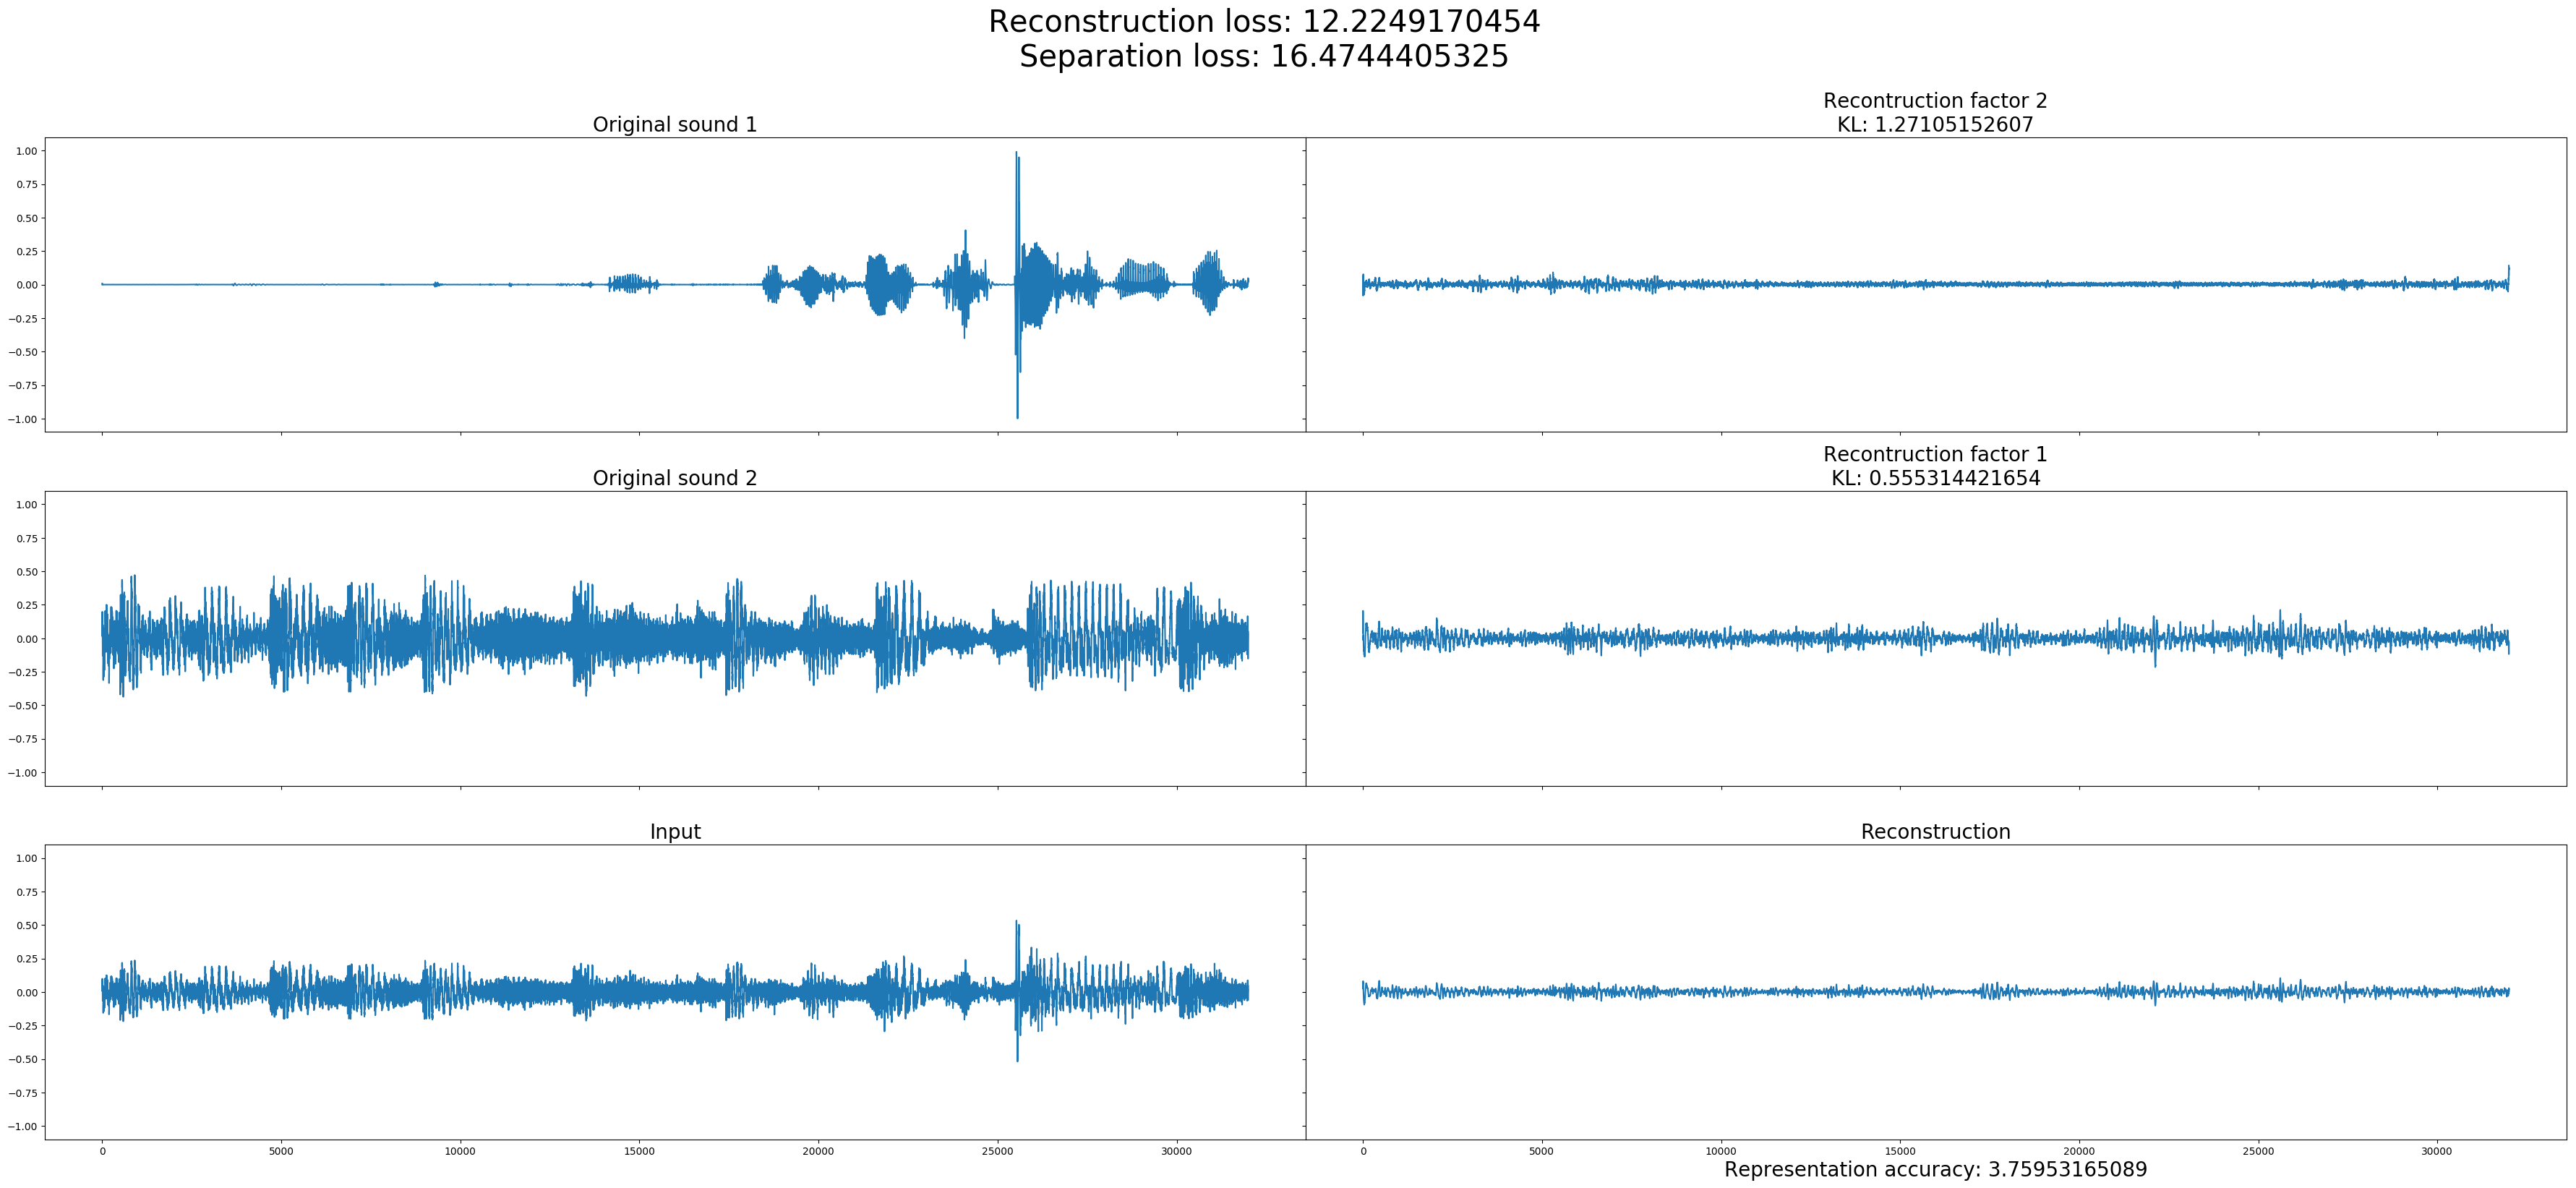 Reconstruction loss: 12.2249170454
Separation loss: 16.4744405325
Original sound 1
Recontruction factor 2
KL: 1.27105152607
1.00
0.75
0.50
0.25
0.00
−0.25
−0.50
−0.75
−1.00
Original sound 2
Recontruction factor 1
KL: 0.555314421654
1.00
0.75
0.50
0.25
0.00
−0.25
−0.50
−0.75
−1.00
Input
Reconstruction
1.00
0.75
0.50
0.25
0.00
−0.25
−0.50
−0.75
−1.00
0 5000 10000 15000 20000 25000 30000
0 5000 10000 15000 20000 25000 30000
Representation accuracy: 3.75953165089